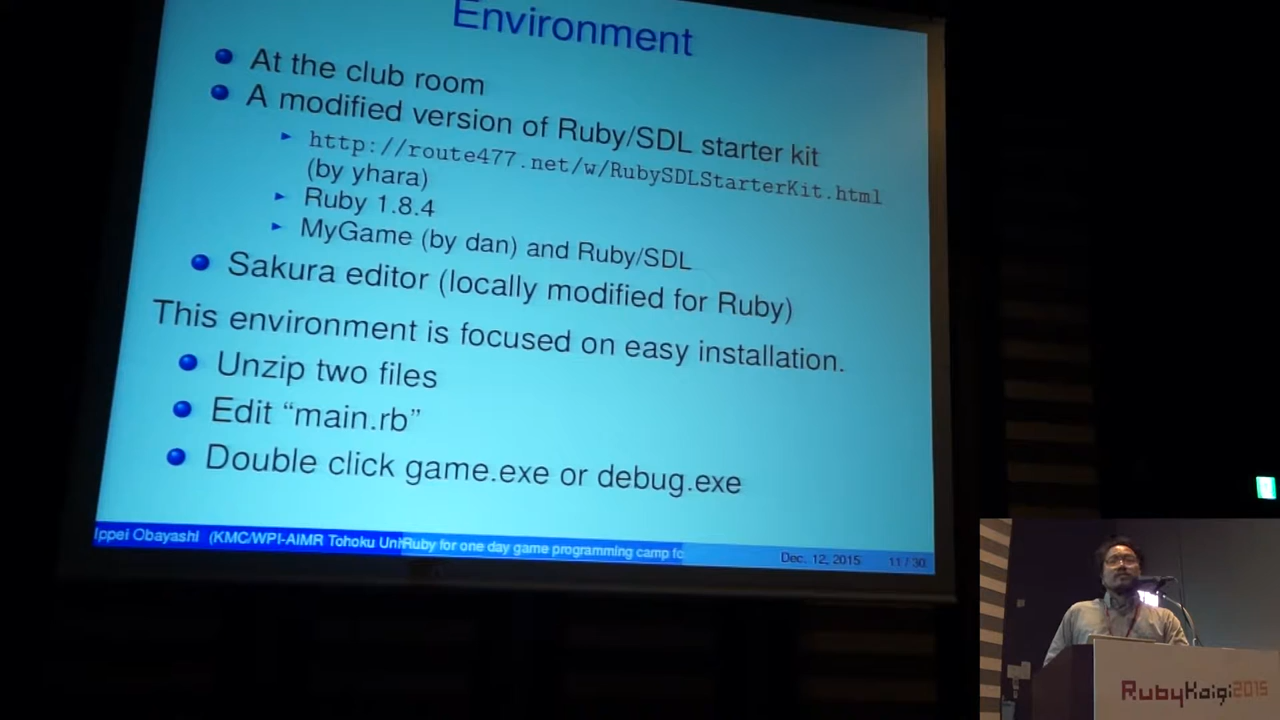 Environment
At the club room
A modified version of Ruby/SDL starter kit
http://route477.net/w/RubySDLStarterKit.html
(by yhara)
Ruby 1.8.4
MyGame (by dan) and Ruby/SDL
Sakura editor (locally modified for Ruby)
This environment is focused on easy installation.
Unzip two files
Edit “main.rb”
Double click game.exe or debug.exe
Ippei Obayashi (KMC/WPI-AIMR Tohoku Uni Ruby for one day game programming camp fo Dec. 12, 2015 11 / 30
RubyKaigi2015